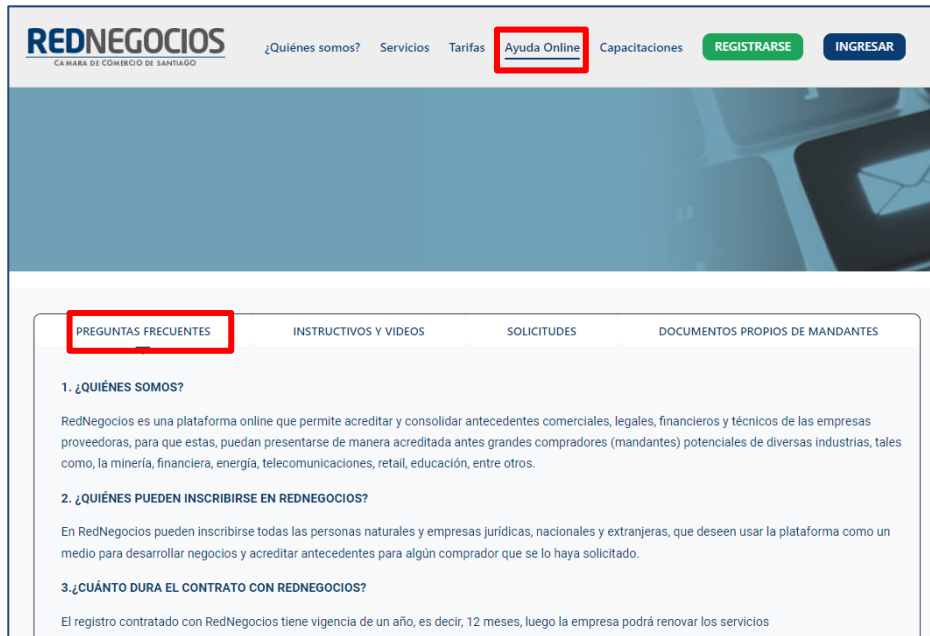 REDNEGOCIOS
CAMARA DE COMERCIO DE SANTIAGO
¿Quiénes somos? Servicios Tarifas Ayuda Online Capacitaciones REGISTRARSE INGRESAR
PREGUNTAS FRECUENTES INSTRUCTIVOS Y VIDEOS SOLICITUDES DOCUMENTOS PROPIOS DE MANDANTES
1. ¿QUIÉNES SOMOS?
RedNegocios es una plataforma online que permite acreditar y consolidar antecedentes comerciales, legales, financieros y técnicos de las empresas
proveedoras, para que estas, puedan presentarse de manera acreditada antes grandes compradores (mandantes) potenciales de diversas industrias, tales
como, la minería, financiera, energía, telecomunicaciones, retail, educación, entre otros.
2. ¿QUIÉNES PUEDEN INSCRIBIRSE EN REDNEGOCIOS?
En RedNegocios pueden inscribirse todas las personas naturales y empresas jurídicas, nacionales y extranjeras, que deseen usar la plataforma como un
medio para desarrollar negocios y acreditar antecedentes para algún comprador que se lo haya solicitado.
3.¿CUÁNTO DURA EL CONTRATO CON REDNEGOCIOS?
El registro contratado con RedNegocios tiene vigencia de un año, es decir, 12 meses, luego la empresa podrá renovar los servicios